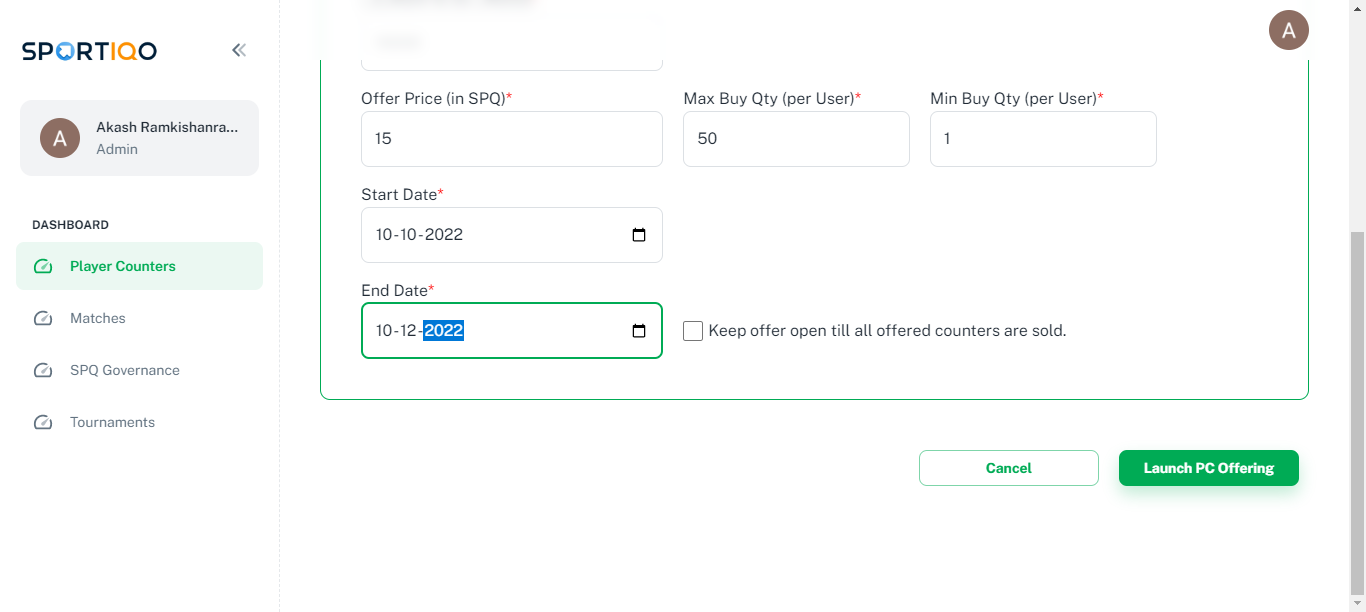 SPORTIQO
A
Akash Ramkishanra...
A
Admin
DASHBOARD
Player Counters
Matches
SPQ Governance
Tournaments
Offer Price (in SPQ)* Max Buy Qty (per User)* Min Buy Qty (per User)*
15 50 1
Start Date*
10-10-2022
End Date*
10-12-2022 Keep offer open till all offered counters are sold.
Cancel Launch PC Offering